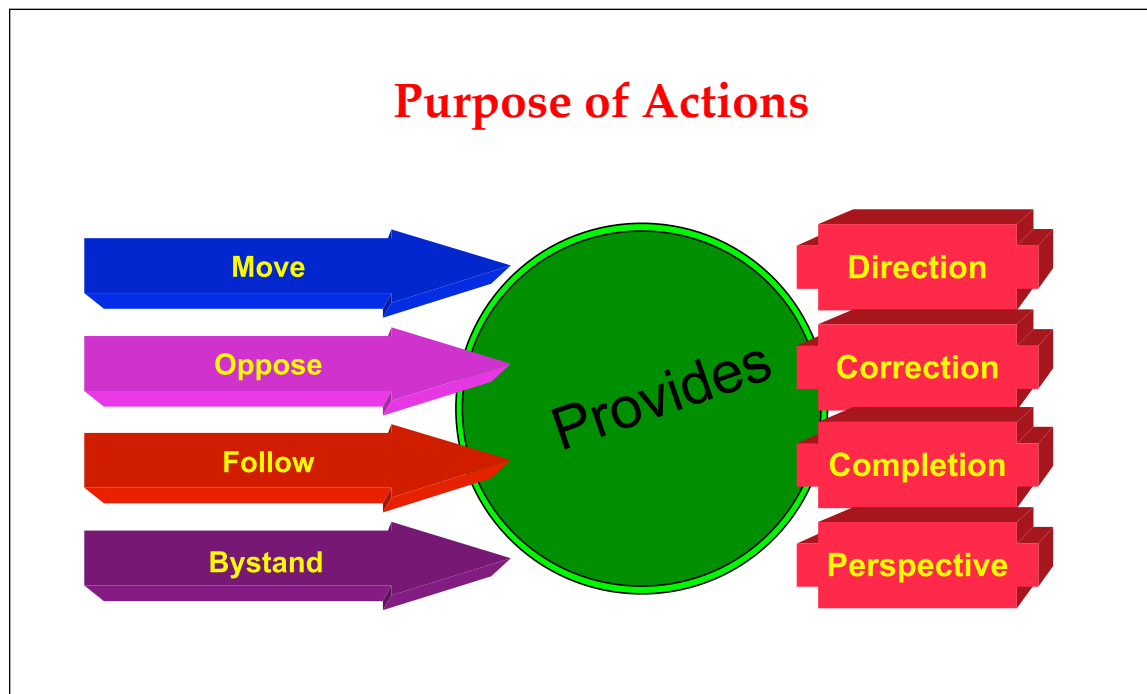 Purpose of Actions
Move
Oppose
Follow
Bystand
Provides
Direction
Correction
Completion
Perspective